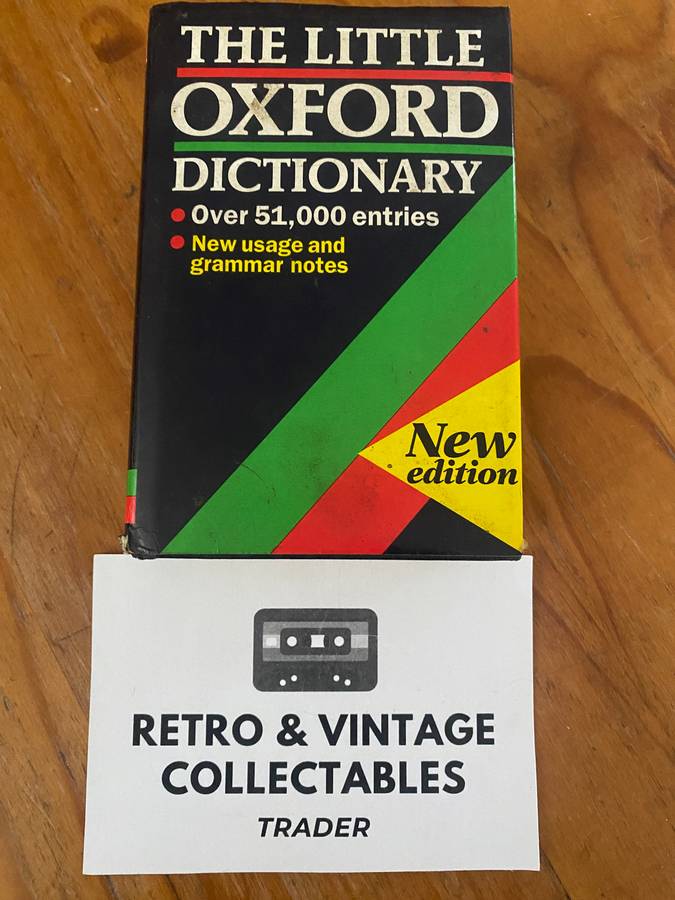 THE LITTLE
OXFORD
DICTIONARY
Over 51,000 entries
New usage and
grammar notes
New
edition
RETRO & VINTAGE
COLLECTABLES
TRADER